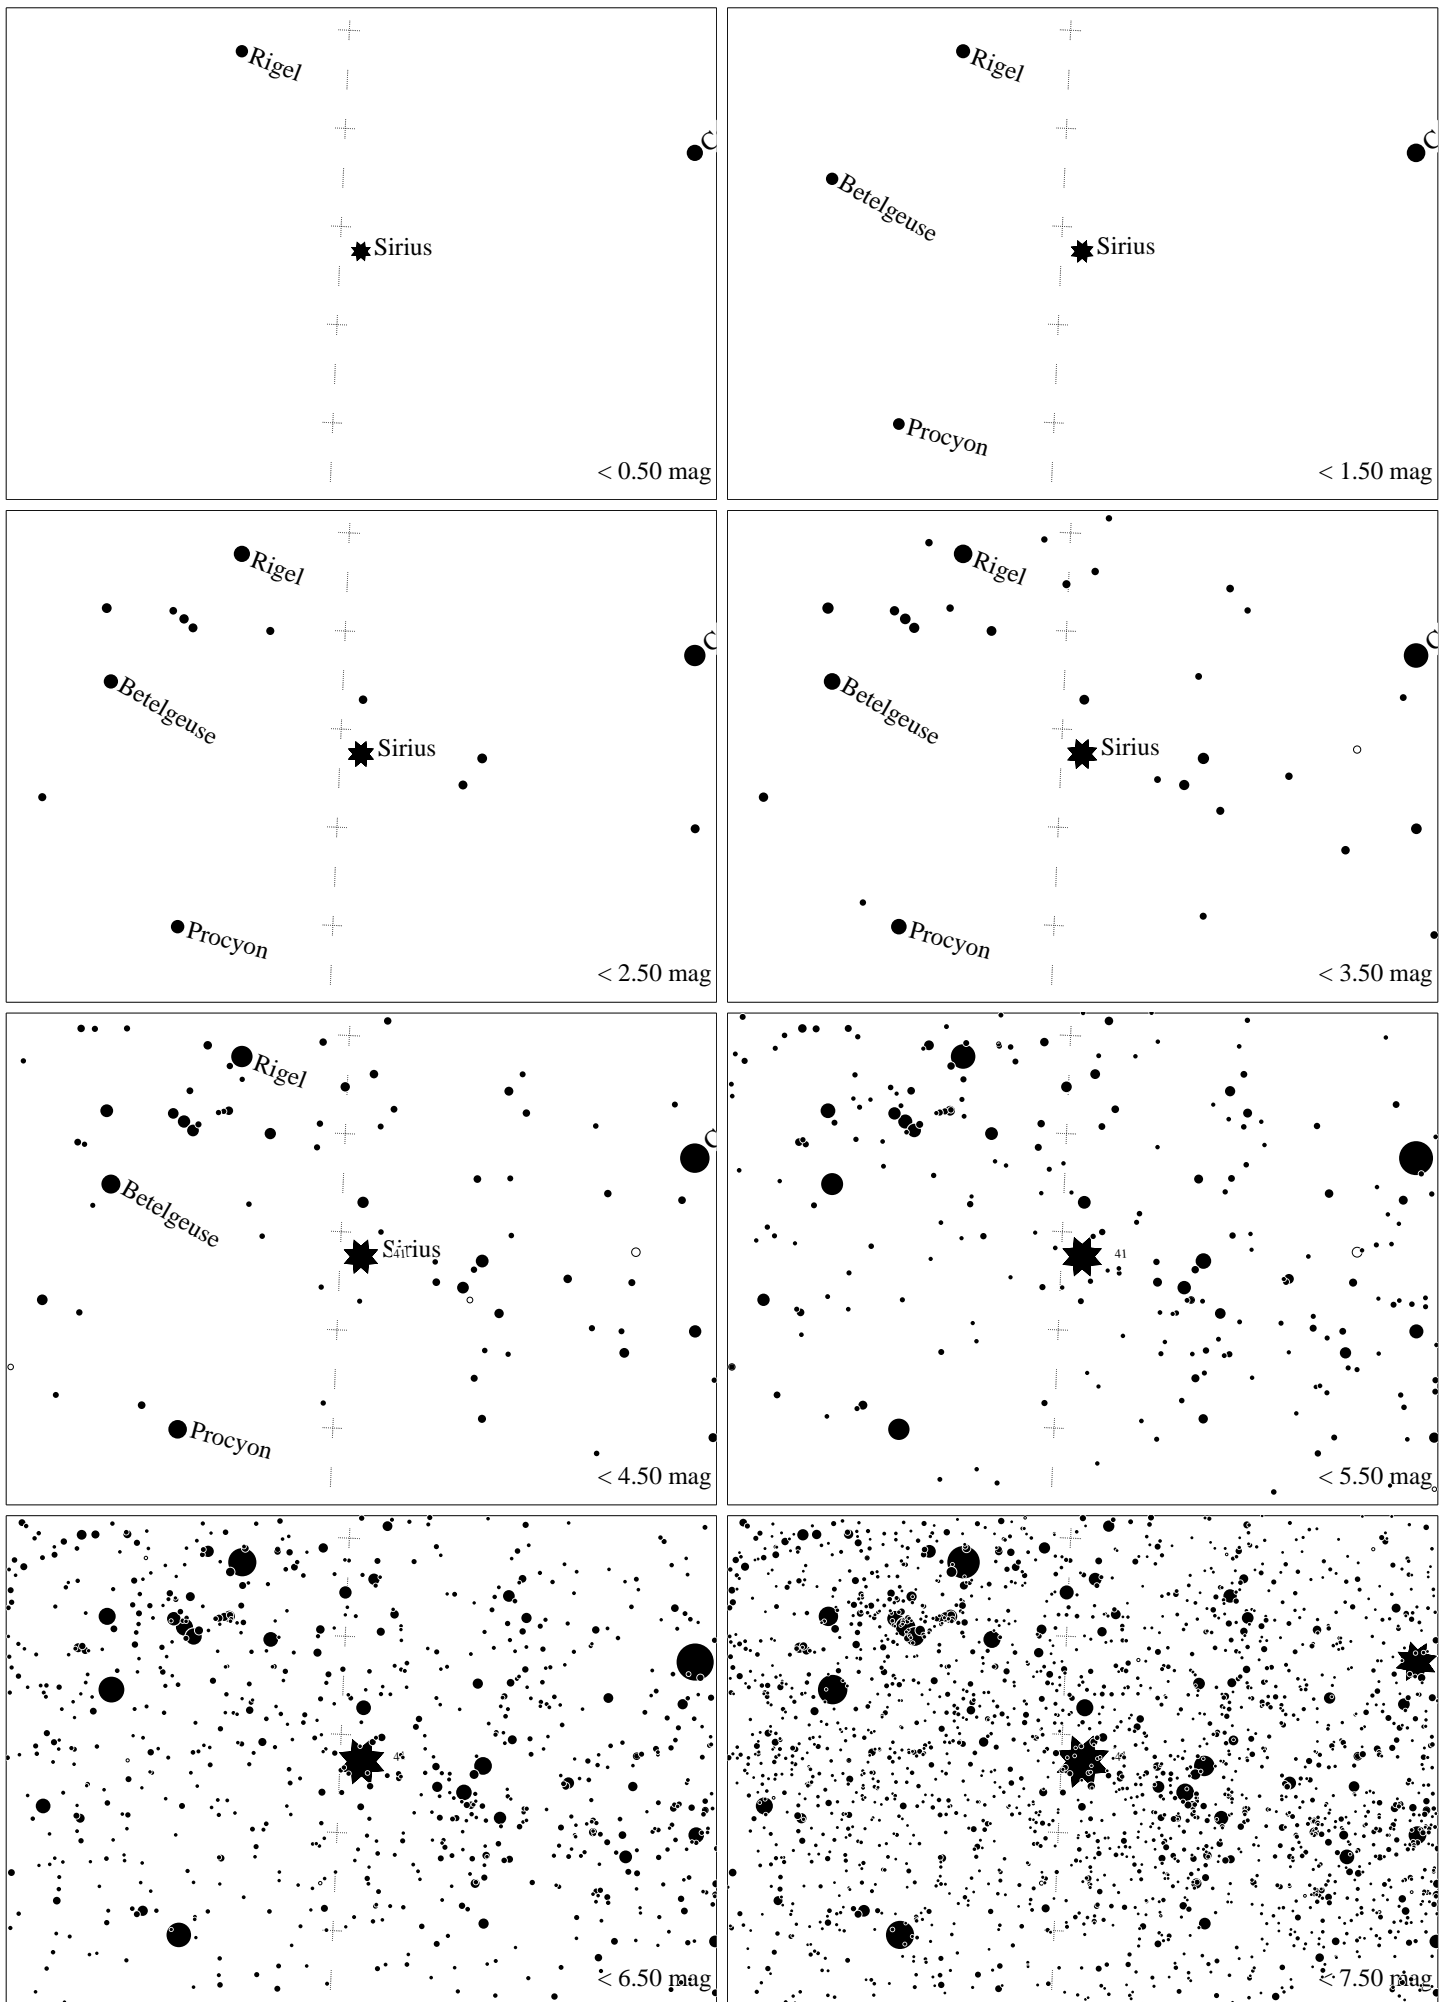 Rigel
C
Sirius
< 0.50 mag
Rigel
C
Betelgeuse
Sirius
Procyon
< 1.50 mag
Rigel
C
Betelgeuse
Sirius
Procyon
< 2.50 mag
Rigel
C
Betelgeuse
Sirius
Procyon
< 3.50 mag
Rigel
C
Betelgeuse
Sirius
41
Procyon
< 4.50 mag
41
< 5.50 mag
< 6.50 mag
< 7.50 mag